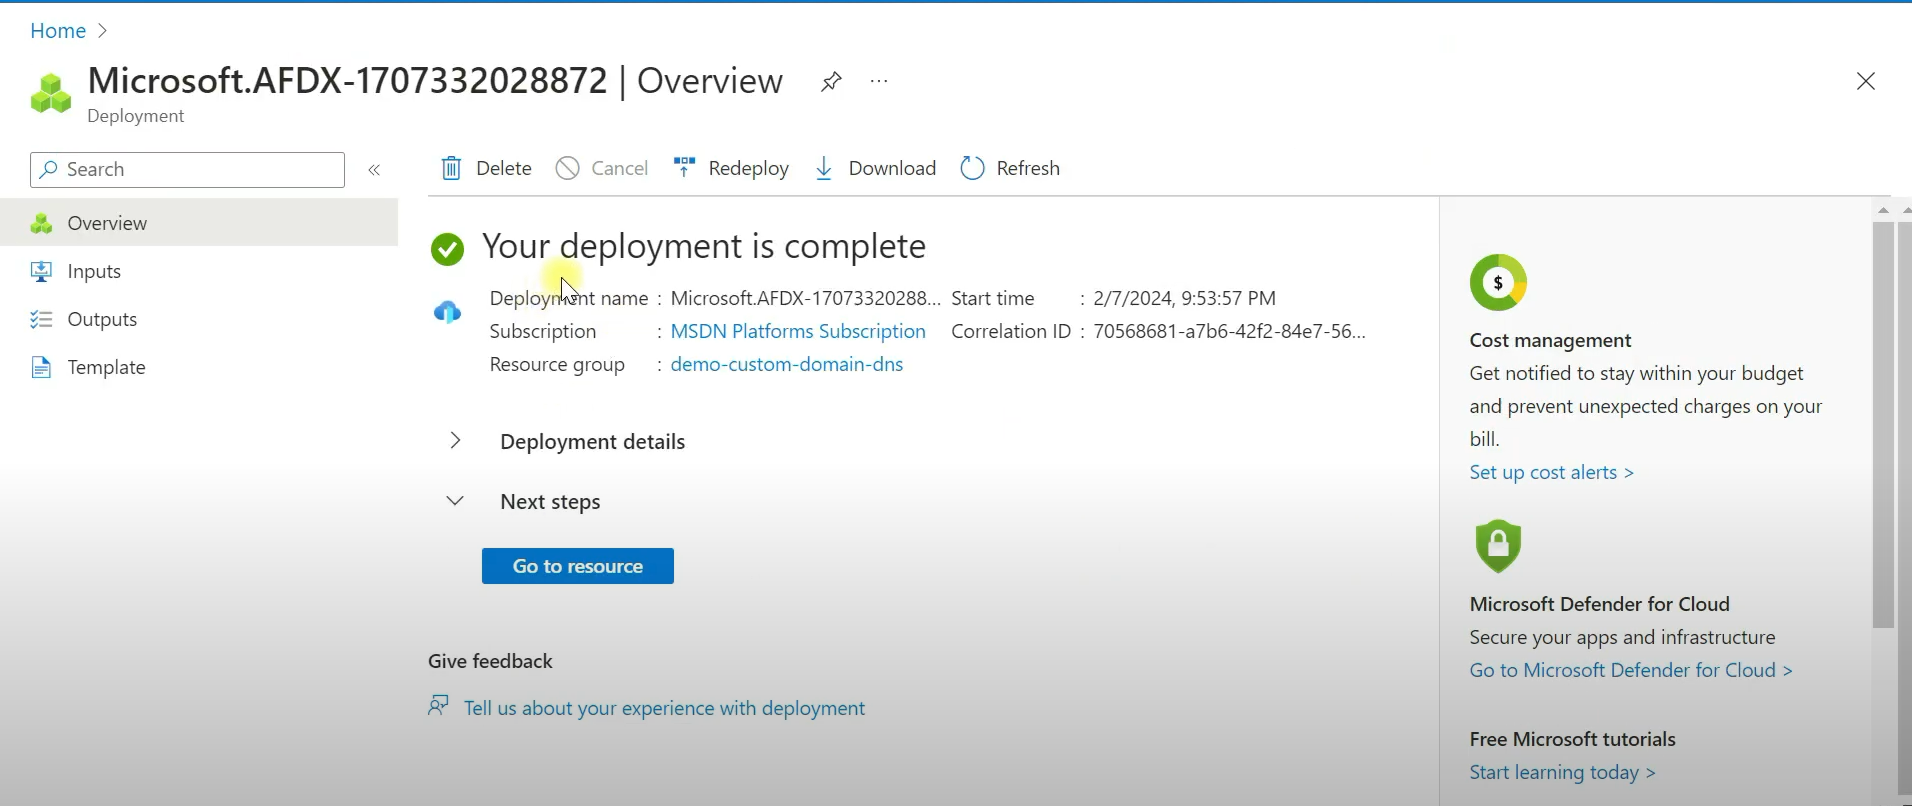 Home >
Microsoft.AFDX-1707332028872 | Overview ...
Deployment
Search «
Delete Cancel Redeploy Download Refresh
Overview
Inputs
Outputs
Template
Your deployment is complete
Deployment name : Microsoft.AFDX-17073320288... Start time : 2/7/2024, 9:53:57 PM
Subscription : MSDN Platforms Subscription Correlation ID : 70568681-a7b6-42f2-84e7-56...
Resource group : demo-custom-domain-dns
Deployment details
Next steps
Go to resource
Give feedback
Tell us about your experience with deployment
$
Cost management
Get notified to stay within your budget
and prevent unexpected charges on your
bill.
Set up cost alerts >
Microsoft Defender for Cloud
Secure your apps and infrastructure
Go to Microsoft Defender for Cloud >
Free Microsoft tutorials
Start learning today >